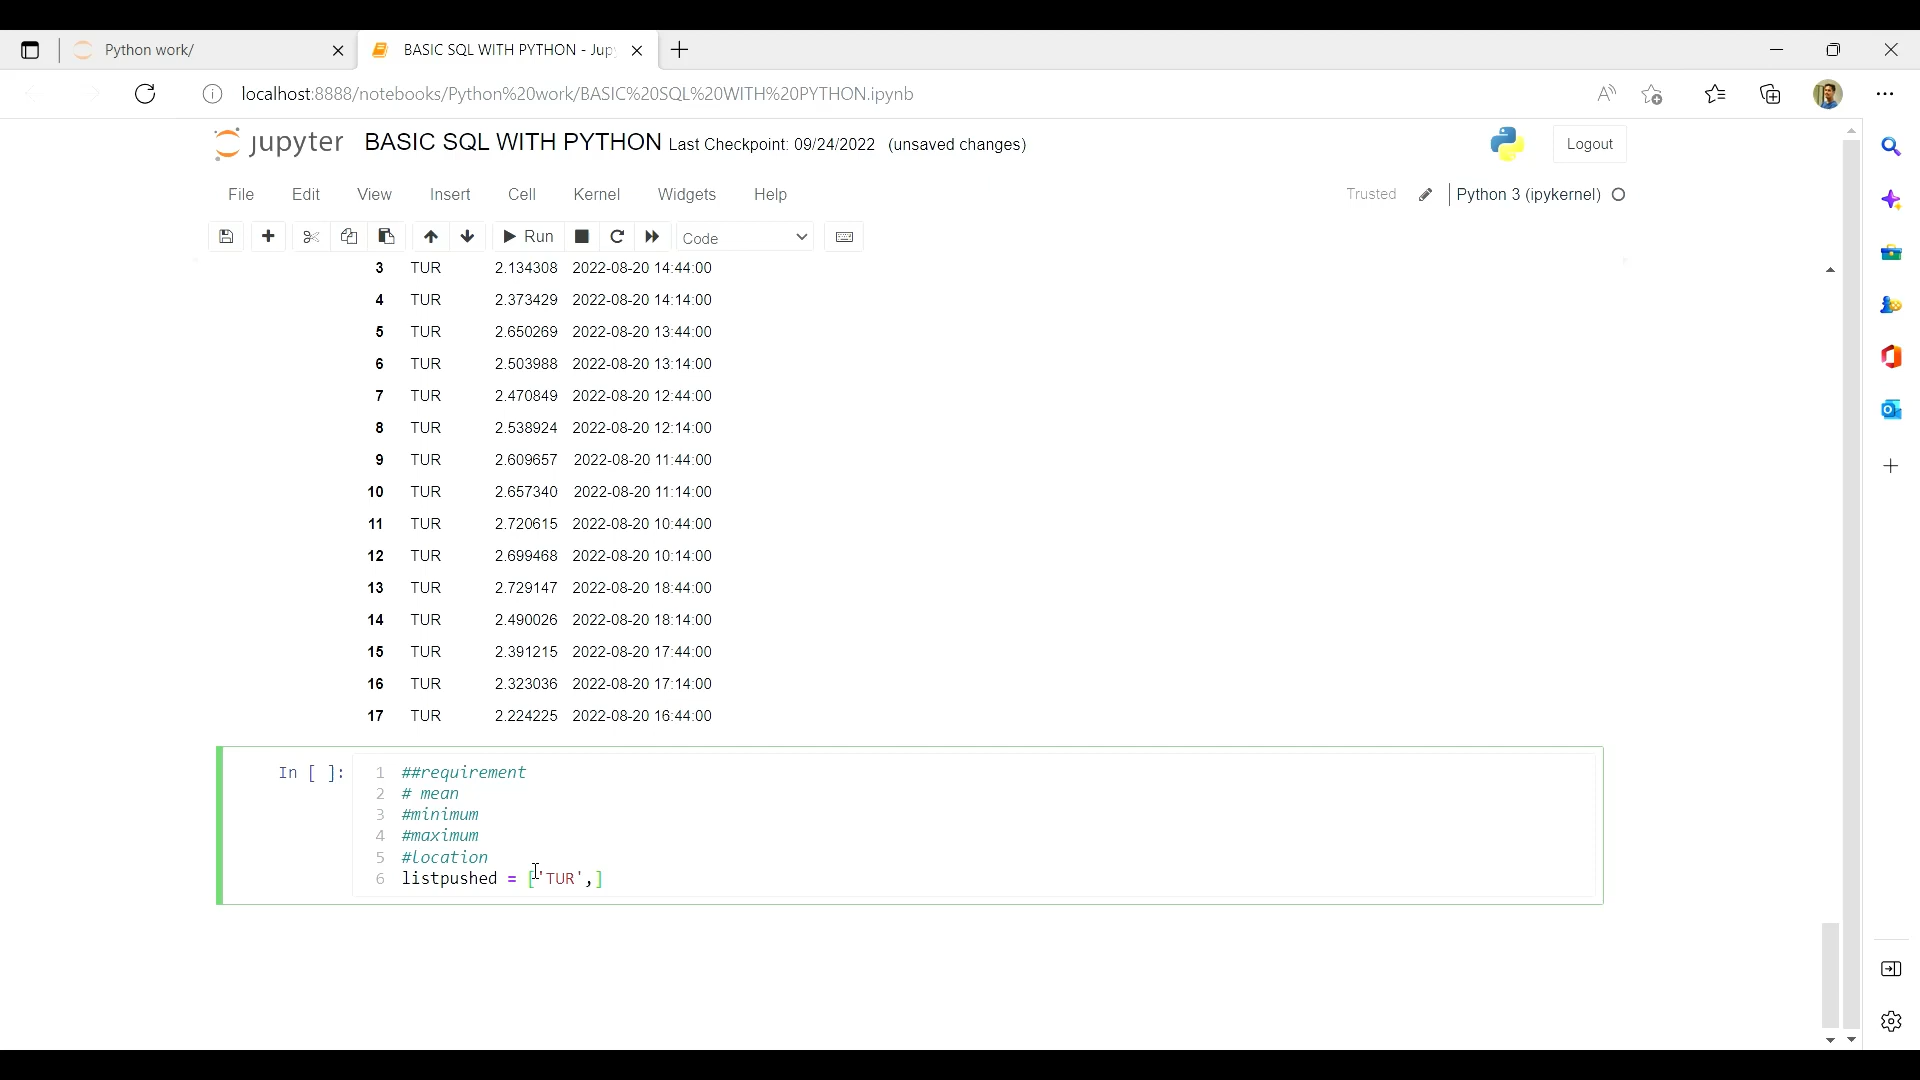 Python work/
BASIC SQL WITH PYTHON - Jup
localhost:8888/notebooks/Python%20work/BASIC%20SQL%20WITH%20PYTHON.ipynb
jupyter BASIC SQL WITH PYTHON Last Checkpoint: 09/24/2022 (unsaved changes)
Logout
File Edit View Insert Cell Kernel Widgets Help
Trusted Python 3 (ipykernel)
Run Code
3 TUR 2.134308 2022-08-20 14:44:00
4 TUR 2.373429 2022-08-20 14:14:00
5 TUR 2.650269 2022-08-20 13:44:00
6 TUR 2.503988 2022-08-20 13:14:00
7 TUR 2.470849 2022-08-20 12:44:00
8 TUR 2.538924 2022-08-20 12:14:00
9 TUR 2.609657 2022-08-20 11:44:00
10 TUR 2.657340 2022-08-20 11:14:00
11 TUR 2.720615 2022-08-20 10:44:00
12 TUR 2.699468 2022-08-20 10:14:00
13 TUR 2.729147 2022-08-20 18:44:00
14 TUR 2.490026 2022-08-20 18:14:00
15 TUR 2.391215 2022-08-20 17:44:00
16 TUR 2.323036 2022-08-20 17:14:00
17 TUR 2.224225 2022-08-20 16:44:00
In [ ]: 1 ##requirement
2 # mean
3 #minimum
4 #maximum
5 #location
6 listpushed = ['TUR',]